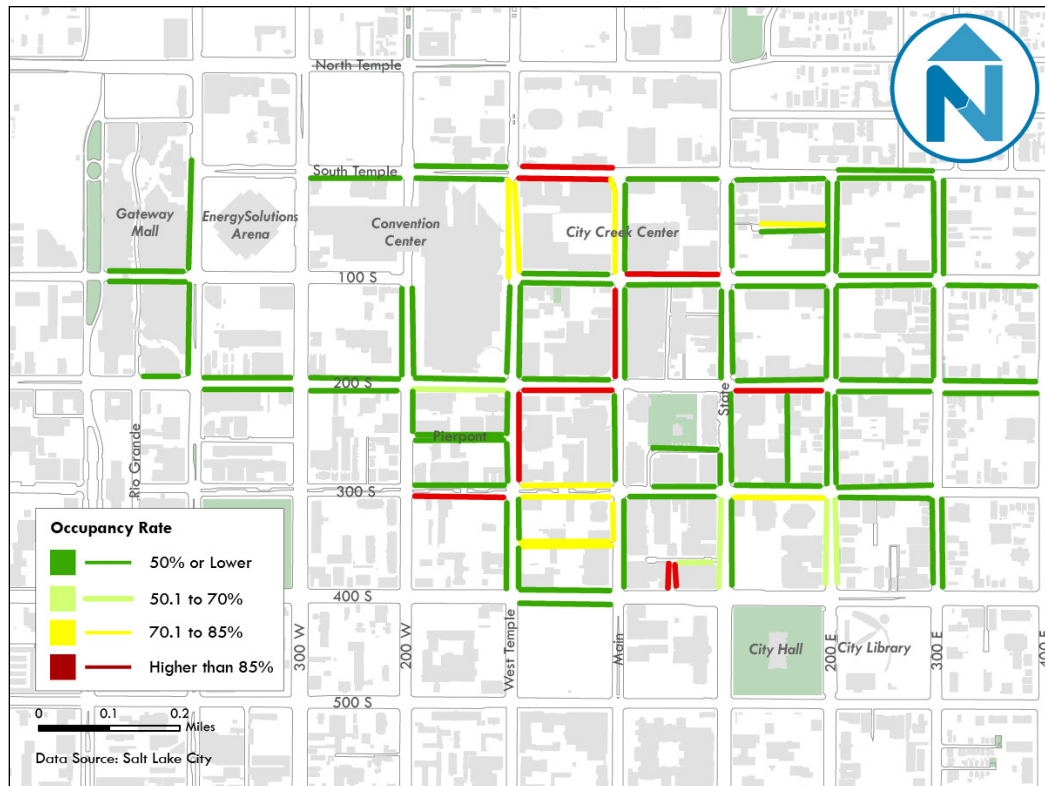 N
North Temple
South Temple
Gateway
Mall
EnergySolutions
Arena
Convention
Center
City Creek Center
100 S
200 S
State
Pierpont
Rio Grande
300 S
Occupancy Rate
50% or Lower
50.1 to 70%
70.1 to 85%
Higher than 85%
400 S
300 W
200 W
West Temple
Main
City Hall
200 E
City Library
300 E
400 E
500 S
0 0.1 0.2
Miles
Data Source: Salt Lake City